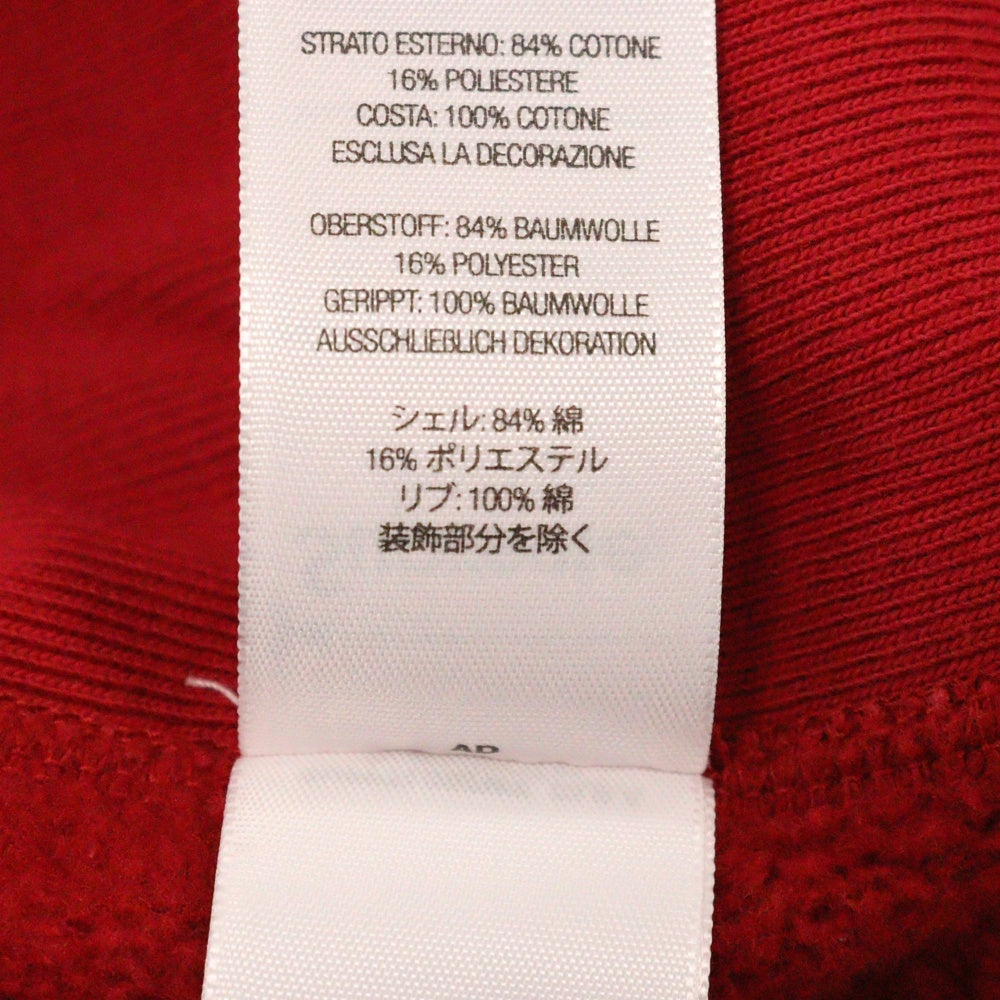 STRATO ESTERNO: 84% COTONE
16% POLIESTERE
COSTA: 100% COTONE
ESCLUSA LA DECORAZIONE
OBERSTOFF: 84% BAUMWOLLE
16% POLYESTER
GERIPPT: 100% BAUMWOLLE
AUSSCHLIEBLICH DEKORATION
シェル: 84% 綿
16% ポリエステル
リブ: 100% 綿
装飾部分を除く